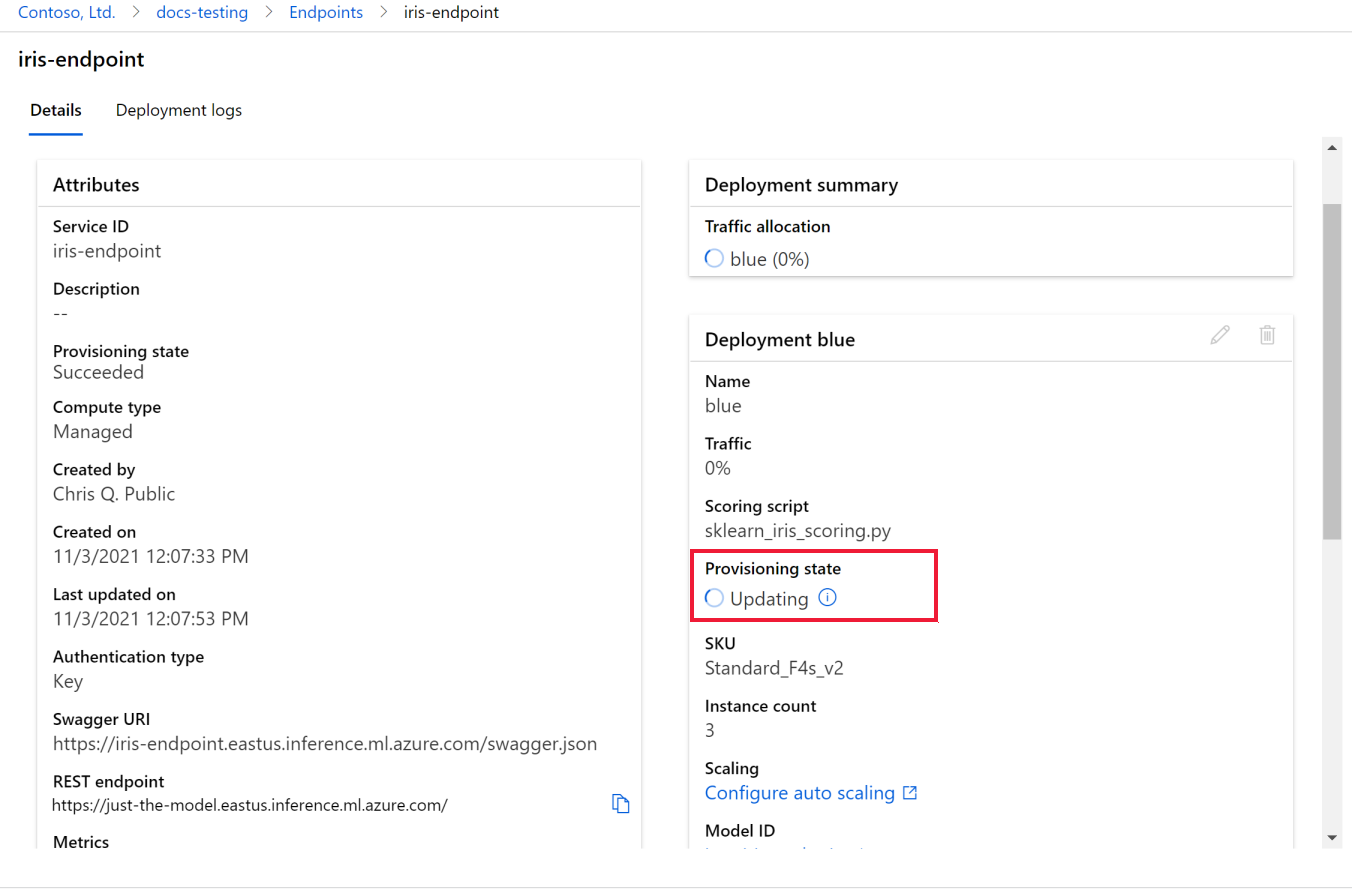 Contoso, Ltd. > docs-testing > Endpoints > iris-endpoint
iris-endpoint
Details
Deployment logs
Attributes
Service ID
iris-endpoint
Description
--
Provisioning state
Succeeded
Compute type
Managed
Created by
Chris Q. Public
Created on
11/3/2021 12:07:33 PM
Last updated on
11/3/2021 12:07:53 PM
Authentication type
Key
Swagger URI
https://iris-endpoint.eastus.inference.ml.azure.com/swagger.json
REST endpoint
https://just-the-model.eastus.inference.ml.azure.com/
Metrics
Deployment summary
Traffic allocation
blue (0%)
Deployment blue
Name
blue
Traffic
0%
Scoring script
sklearn_iris_scoring.py
Provisioning state
Updating
SKU
Standard_F4s_v2
Instance count
3
Scaling
Configure auto scaling
Model ID